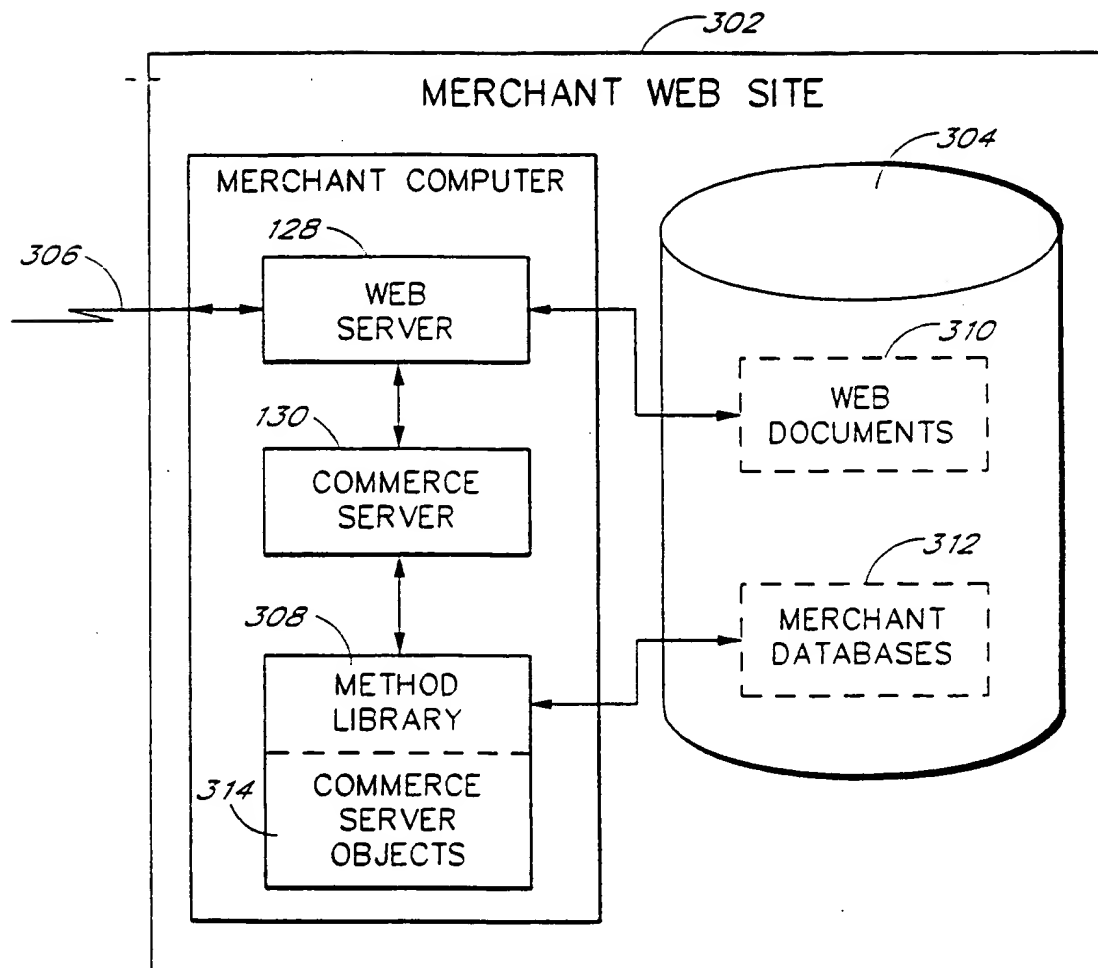 302
MERCHANT WEB SITE
304
MERCHANT COMPUTER
128
306
WEB
SERVER
310
WEB
DOCUMENTS
130
COMMERCE
SERVER
312
MERCHANT
DATABASES
308
METHOD
LIBRARY
314
COMMERCE
SERVER
OBJECTS